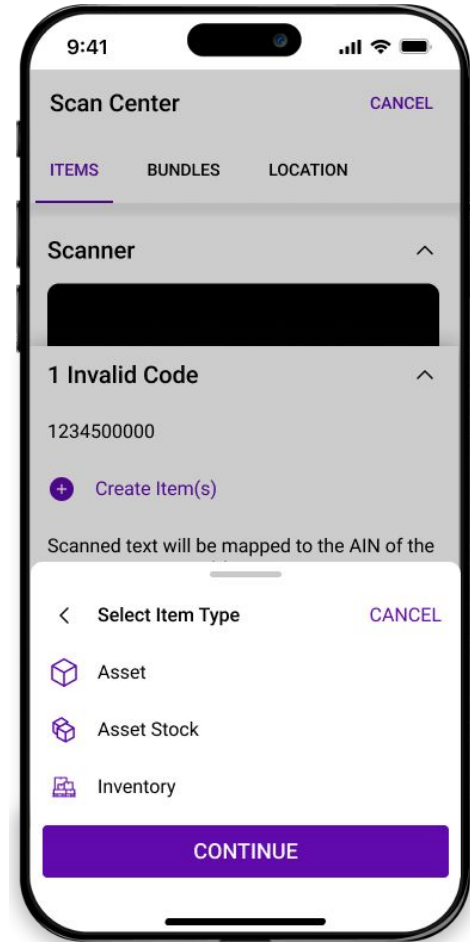 9:41
Scan Center
CANCEL
ITEMS
BUNDLES
LOCATION
Scanner
1 Invalid Code
1234500000
Create Item(s)
Scanned text will be mapped to the AIN of the
Select Item Type
CANCEL
Asset
Asset Stock
Inventory
CONTINUE